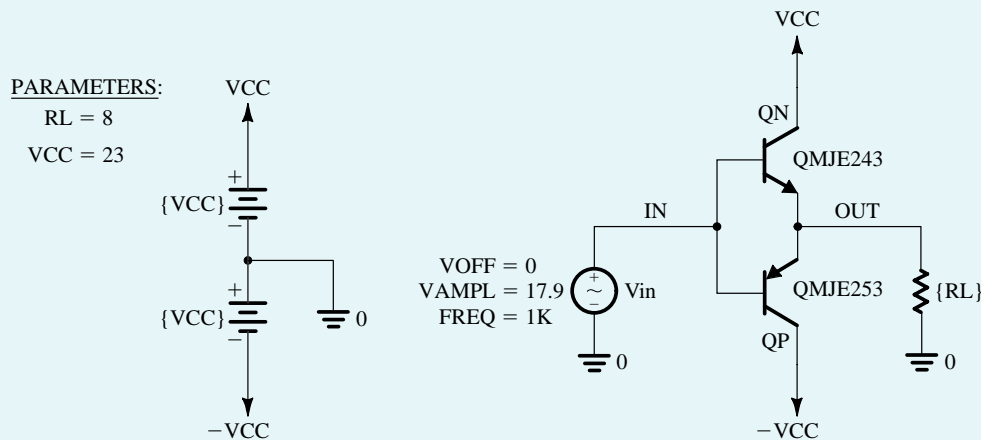 PARAMETERS:
RL = 8
VCC = 23
VCC
+
{VCC}
−
+
{VCC}
−
0
−VCC
VCC
QN
QMJE243
IN
OUT
VOFF = 0
VAMPL = 17.9
FREQ = 1K
+
~
−
Vin
0
QMJE253
QP
{RL}
0
−VCC